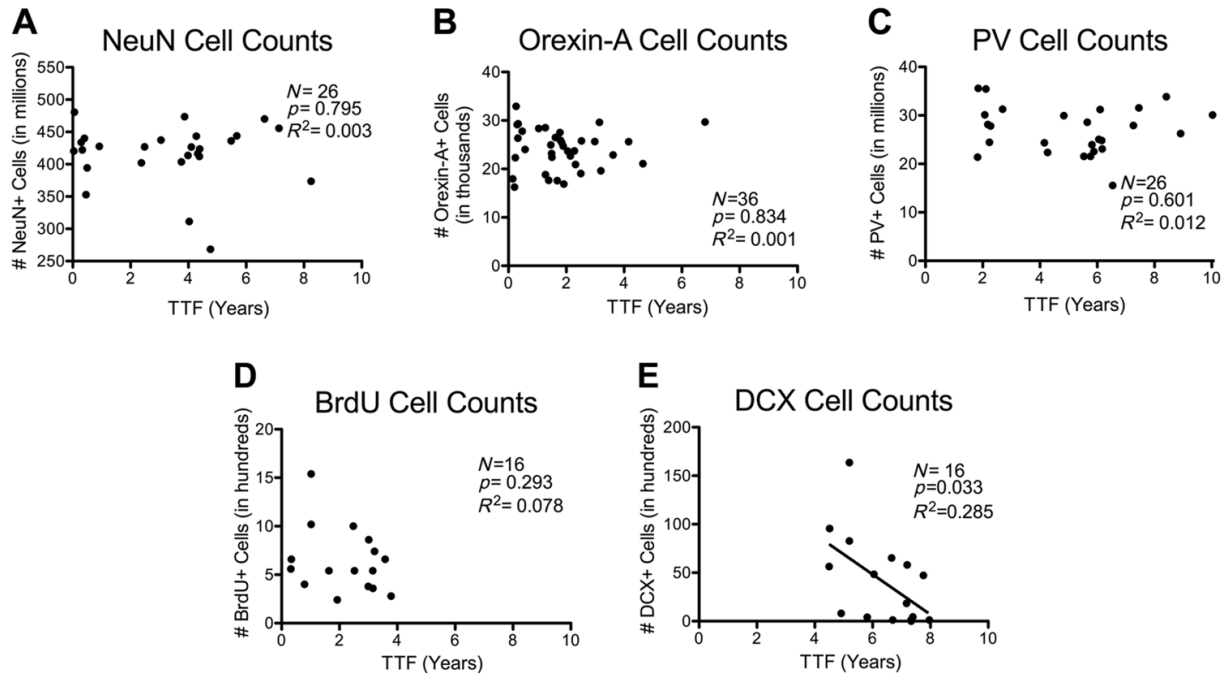 A
NeuN Cell Counts
# NeuN+ Cells (in millions)
550
500
450
400
350
300
250
0
2
4
6
8
10
TTF (Years)
N= 26
p= 0.795
R²= 0.003
B
Orexin-A Cell Counts
# Orexin-A+ Cells
(in thousands)
40
30
20
10
0
0
2
4
6
8
10
TTF (Years)
N=36
p= 0.834
R²= 0.001
C
PV Cell Counts
# PV+ Cells (in millions)
40
30
20
10
0
0
2
4
6
8
10
TTF (Years)
N=26
p= 0.601
R²= 0.012
D
BrdU Cell Counts
# BrdU+ Cells (in hundreds)
20
15
10
5
0
0
2
4
6
8
10
TTF (Years)
N=16
p= 0.293
R²= 0.078
E
DCX Cell Counts
# DCX+ Cells (in hundreds)
200
150
100
50
0
0
2
4
6
8
10
TTF (Years)
N= 16
p=0.033
R²=0.285